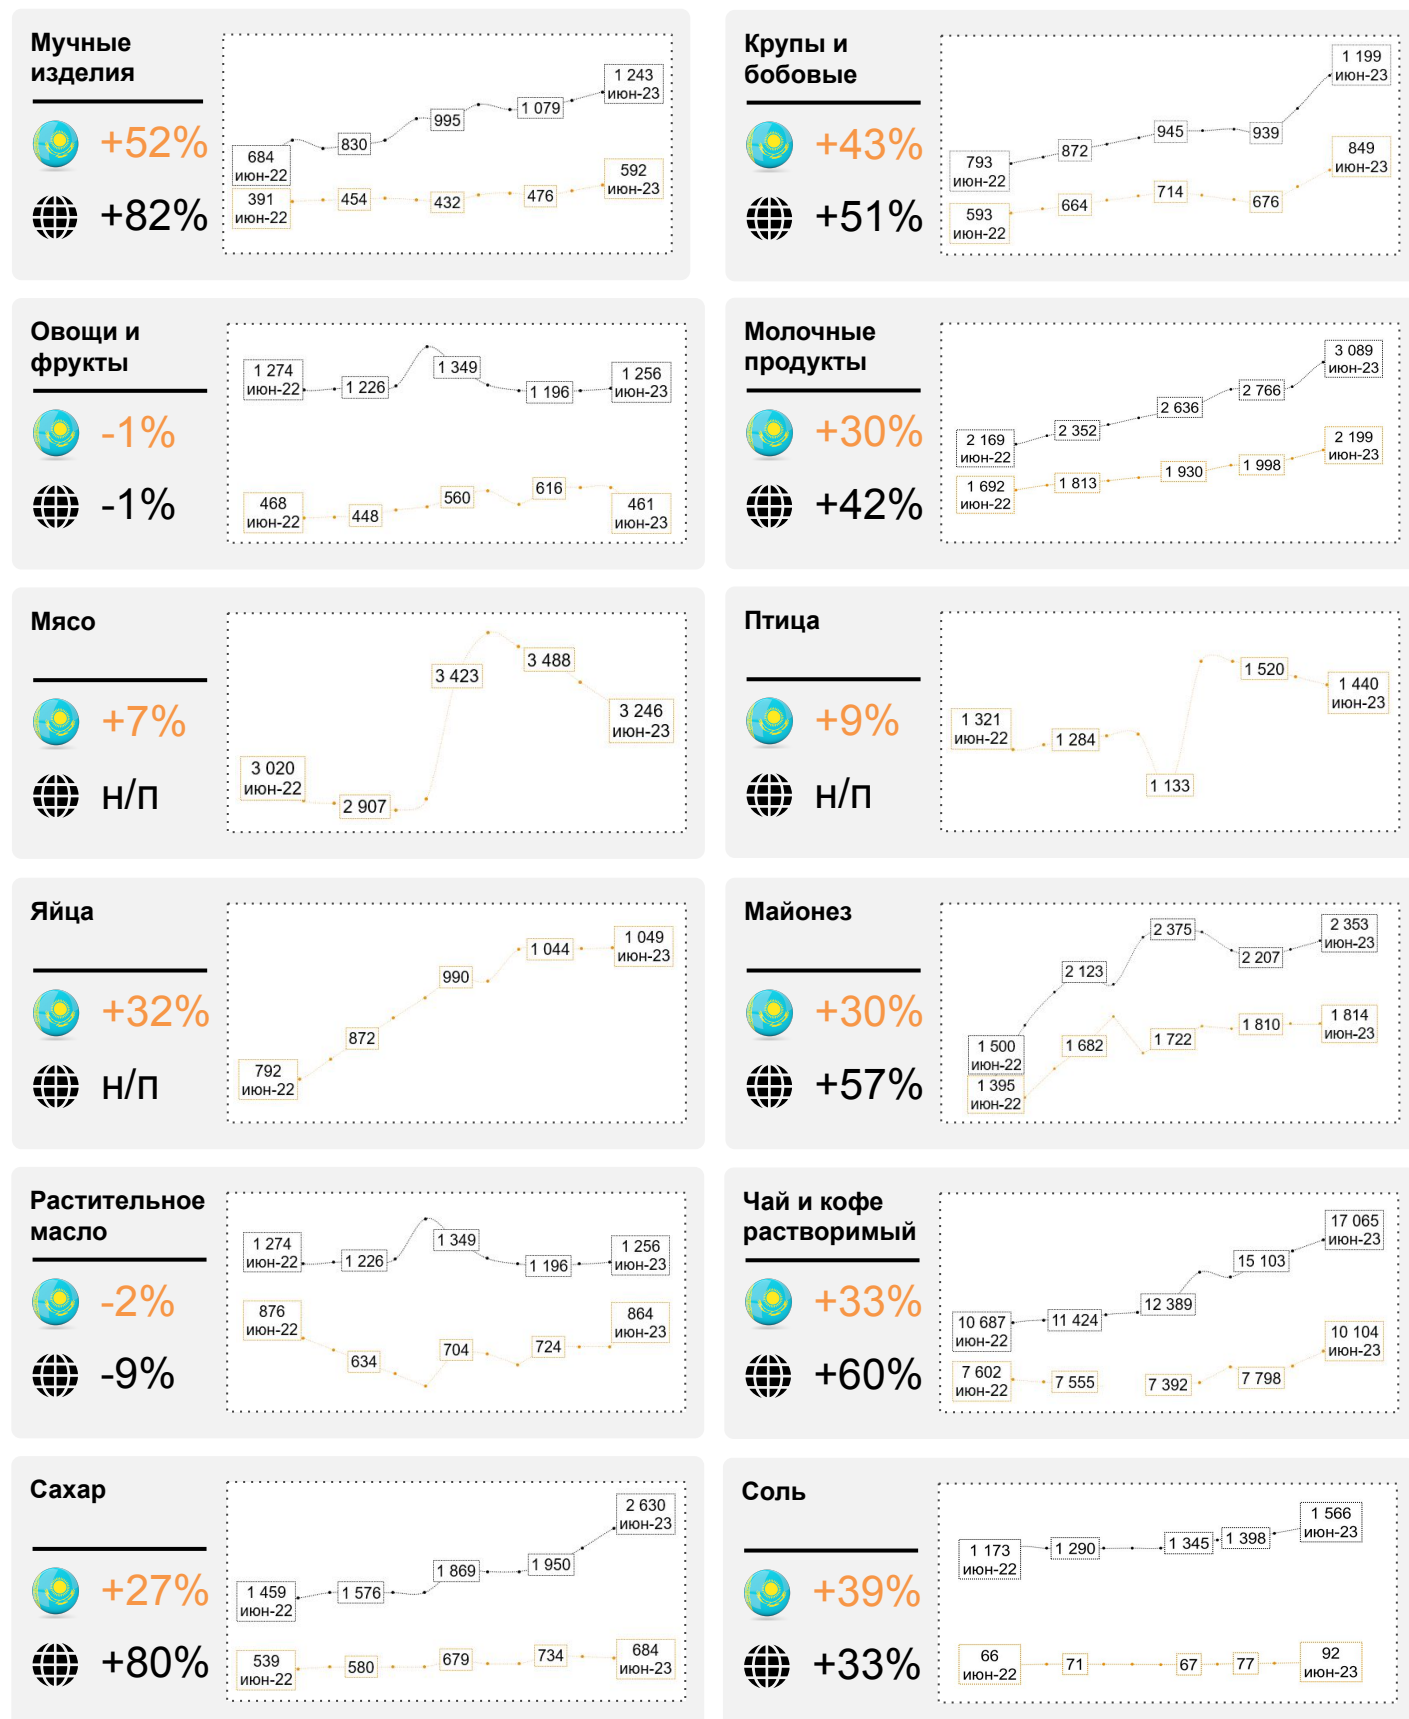 Мучные
изделия
+52%
+82%
684
июн-22
830
995
1 079
1 243
июн-23
391
июн-22
454
432
476
592
июн-23
Крупы и
бобовые
+43%
+51%
793
июн-22
872
945
939
1 199
июн-23
593
июн-22
664
714
676
849
июн-23
Овощи и
фрукты
-1%
-1%
1 274
июн-22
1 226
1 349
1 196
1 256
июн-23
468
июн-22
448
560
616
461
июн-23
Молочные
продукты
+30%
+42%
2 169
июн-22
2 352
2 636
2 766
3 089
июн-23
1 692
июн-22
1 813
1 930
1 998
2 199
июн-23
Мясо
+7%
н/п
3 020
июн-22
2 907
3 423
3 488
3 246
июн-23
Птица
+9%
н/п
1 321
июн-22
1 284
1 133
1 520
1 440
июн-23
Яйца
+32%
н/п
792
июн-22
872
990
1 044
1 049
июн-23
Майонез
+30%
+57%
1 500
июн-22
2 123
2 375
2 207
2 353
июн-23
1 395
июн-22
1 682
1 722
1 810
1 814
июн-23
Растительное
масло
-2%
-9%
1 274
июн-22
1 226
1 349
1 196
1 256
июн-23
876
июн-22
634
704
724
864
июн-23
Чай и кофе
растворимый
+33%
+60%
10 687
июн-22
11 424
12 389
15 103
17 065
июн-23
7 602
июн-22
7 555
7 392
7 798
10 104
июн-23
Сахар
+27%
+80%
1 459
июн-22
1 576
1 869
1 950
2 630
июн-23
539
июн-22
580
679
734
684
июн-23
Соль
+39%
+33%
1 173
июн-22
1 290
1 345
1 398
1 566
июн-23
66
июн-22
71
67
77
92
июн-23